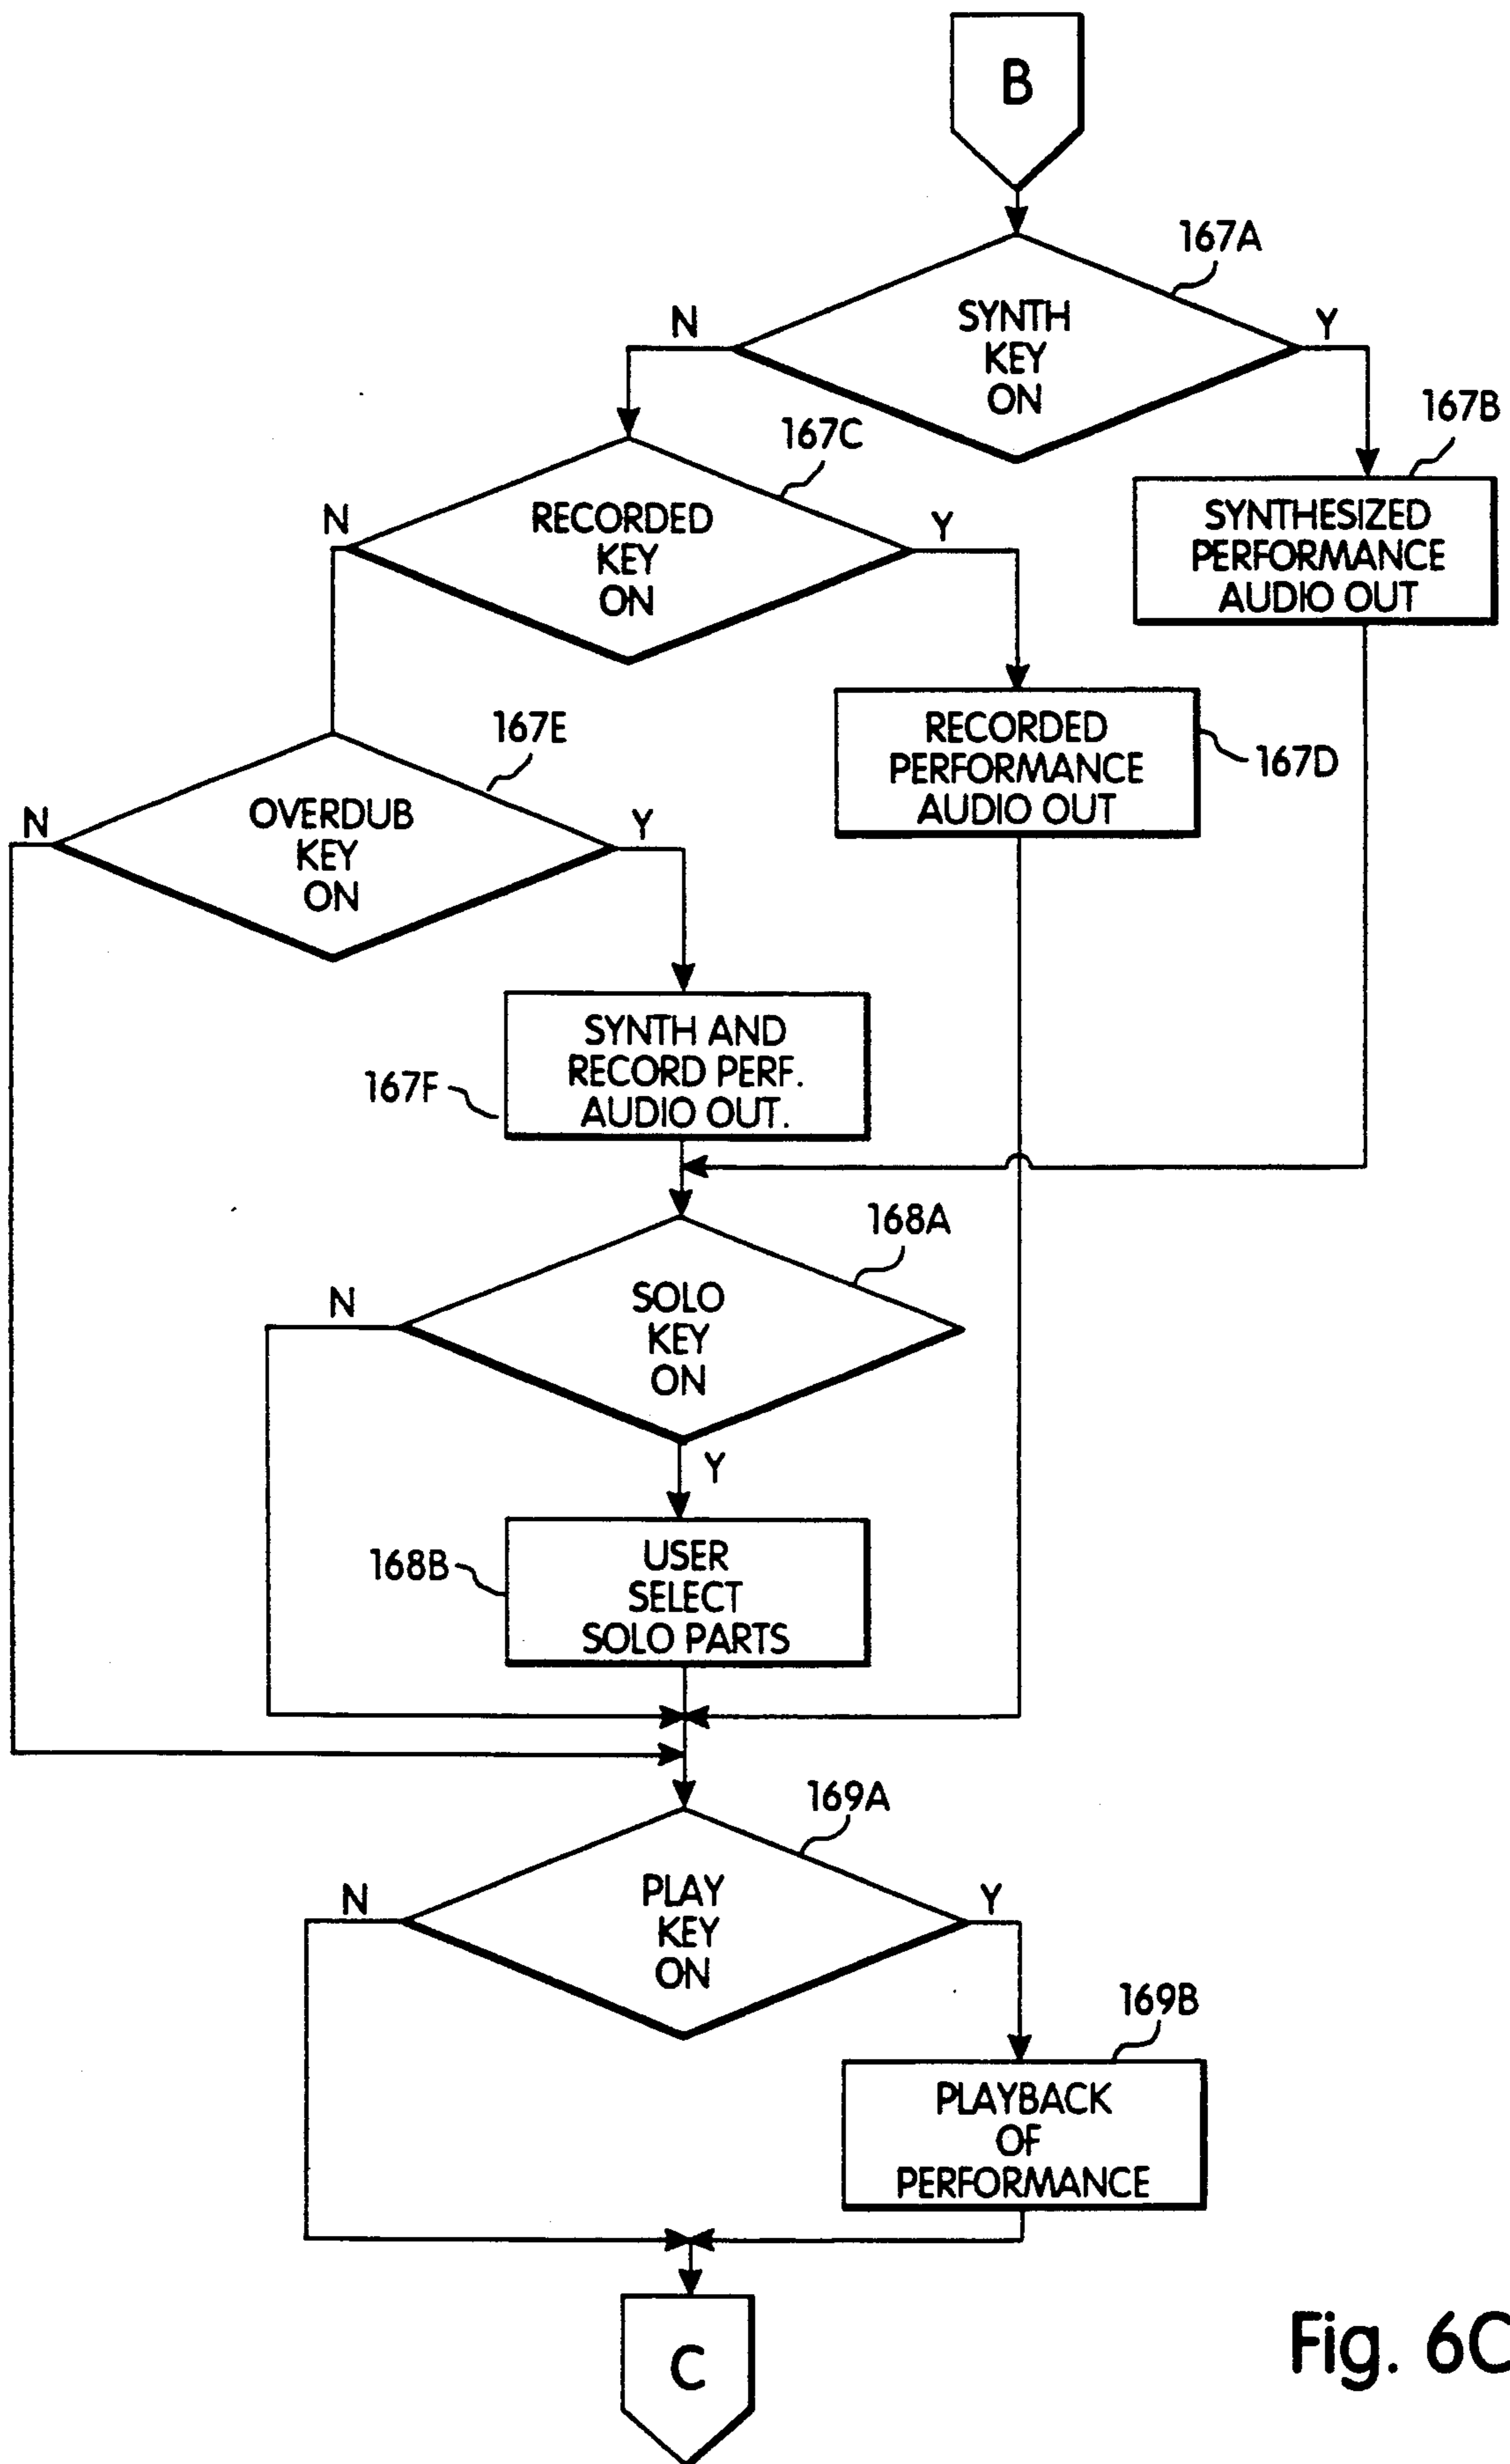 B
167A
SYNTH
KEY
ON
N
Y
167B
SYNTHESIZED
PERFORMANCE
AUDIO OUT
167C
RECORDED
KEY
ON
N
Y
RECORDED
PERFORMANCE
AUDIO OUT
167D
167E
OVERDUB
KEY
ON
N
Y
SYNTH AND
RECORD PERF.
AUDIO OUT.
167F
168A
SOLO
KEY
ON
N
Y
168B
USER
SELECT
SOLO PARTS
169A
PLAY
KEY
ON
N
Y
169B
PLAYBACK
OF
PERFORMANCE
C
Fig. 6C